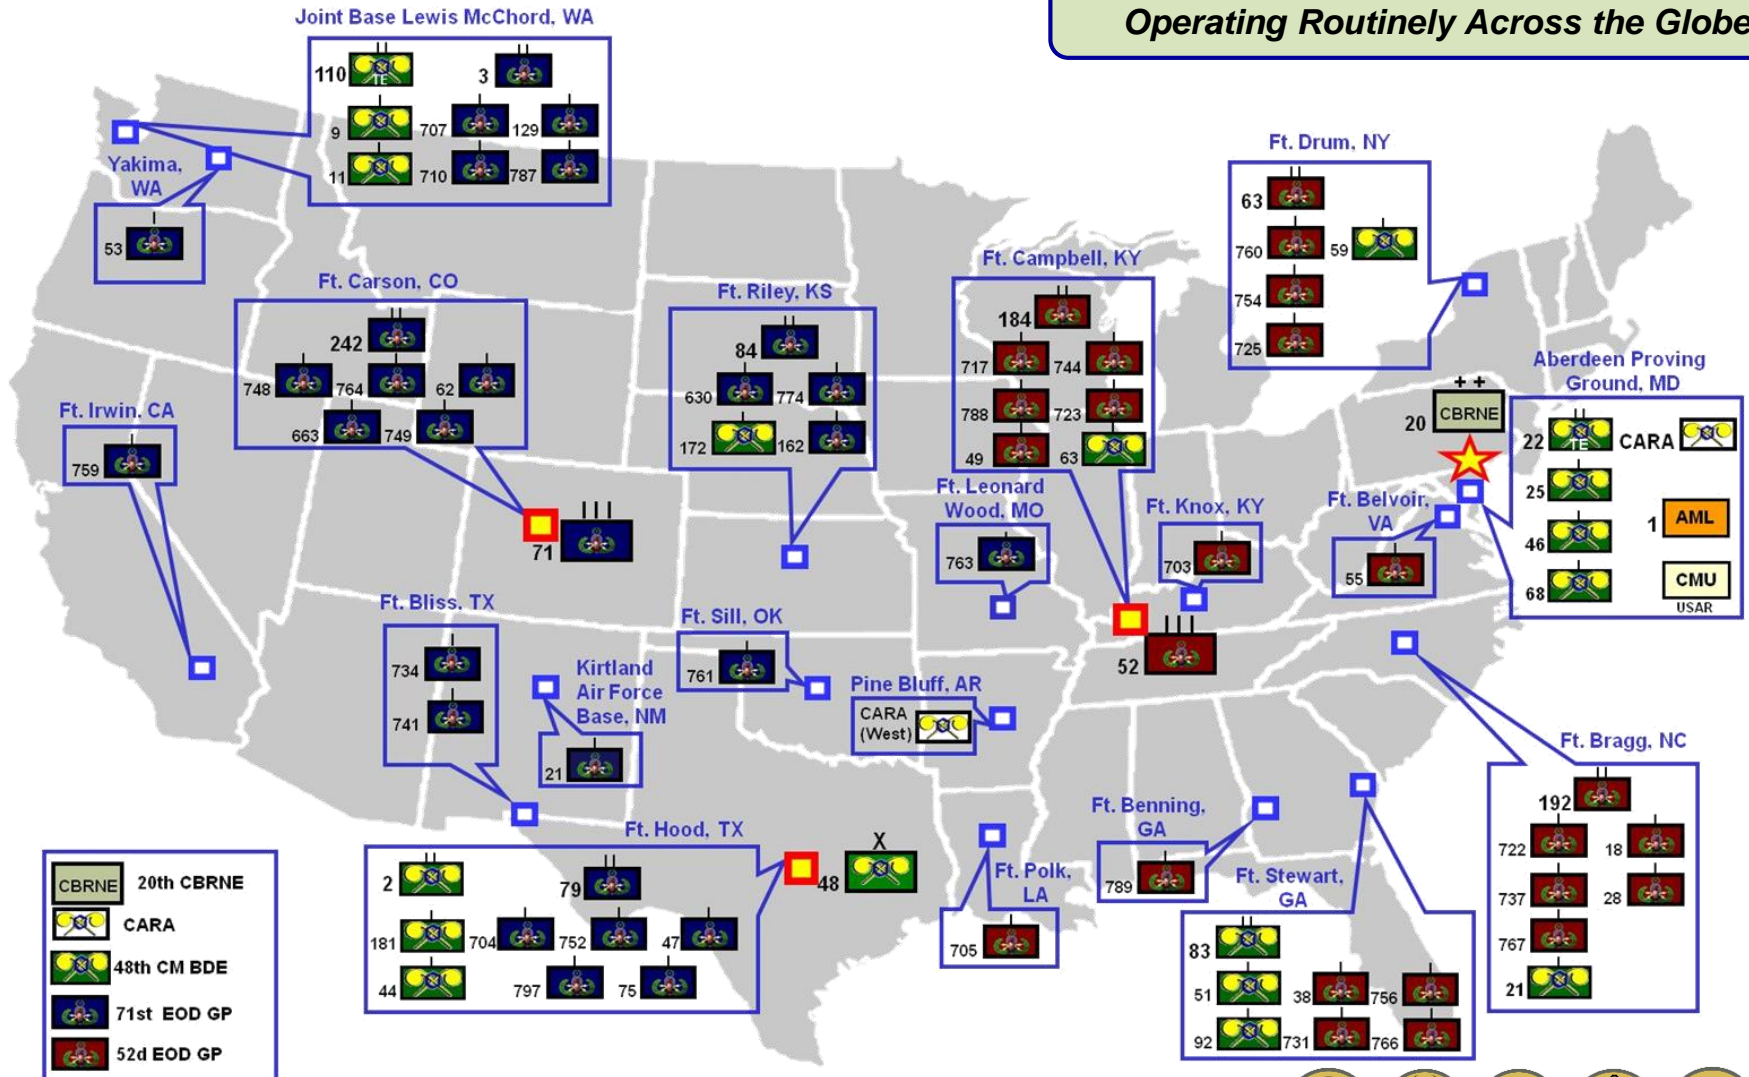 Operating Routinely Across the Globe
Joint Base Lewis McChord, WA
110
TE
3
9
707
129
11
710
787
Yakima,
WA
53
Ft. Carson, CO
242
748
764
62
663
749
71
Ft. Irwin, CA
759
Ft. Riley, KS
84
630
774
172
162
Ft. Campbell, KY
184
717
744
788
723
49
63
52
Ft. Drum, NY
63
760
59
754
725
Aberdeen Proving
Ground, MD
20
CBRNE
22
TE
CARA
25
1
AML
46
68
CMU
USAR
Ft. Leonard
Wood, MO
763
Ft. Knox, KY
703
Ft. Belvoir,
VA
55
Ft. Bliss, TX
734
741
Kirtland
Air Force
Base, NM
21
Ft. Sill, OK
761
Pine Bluff, AR
CARA
(West)
Ft. Hood, TX
X
48
2
79
181
704
752
47
44
797
75
Ft. Polk,
LA
705
Ft. Benning,
GA
789
Ft. Stewart,
GA
83
51
38
756
92
731
766
Ft. Bragg, NC
192
722
18
737
28
767
21
CBRNE
20th CBRNE
CARA
48th CM BDE
71st EOD GP
52d EOD GP